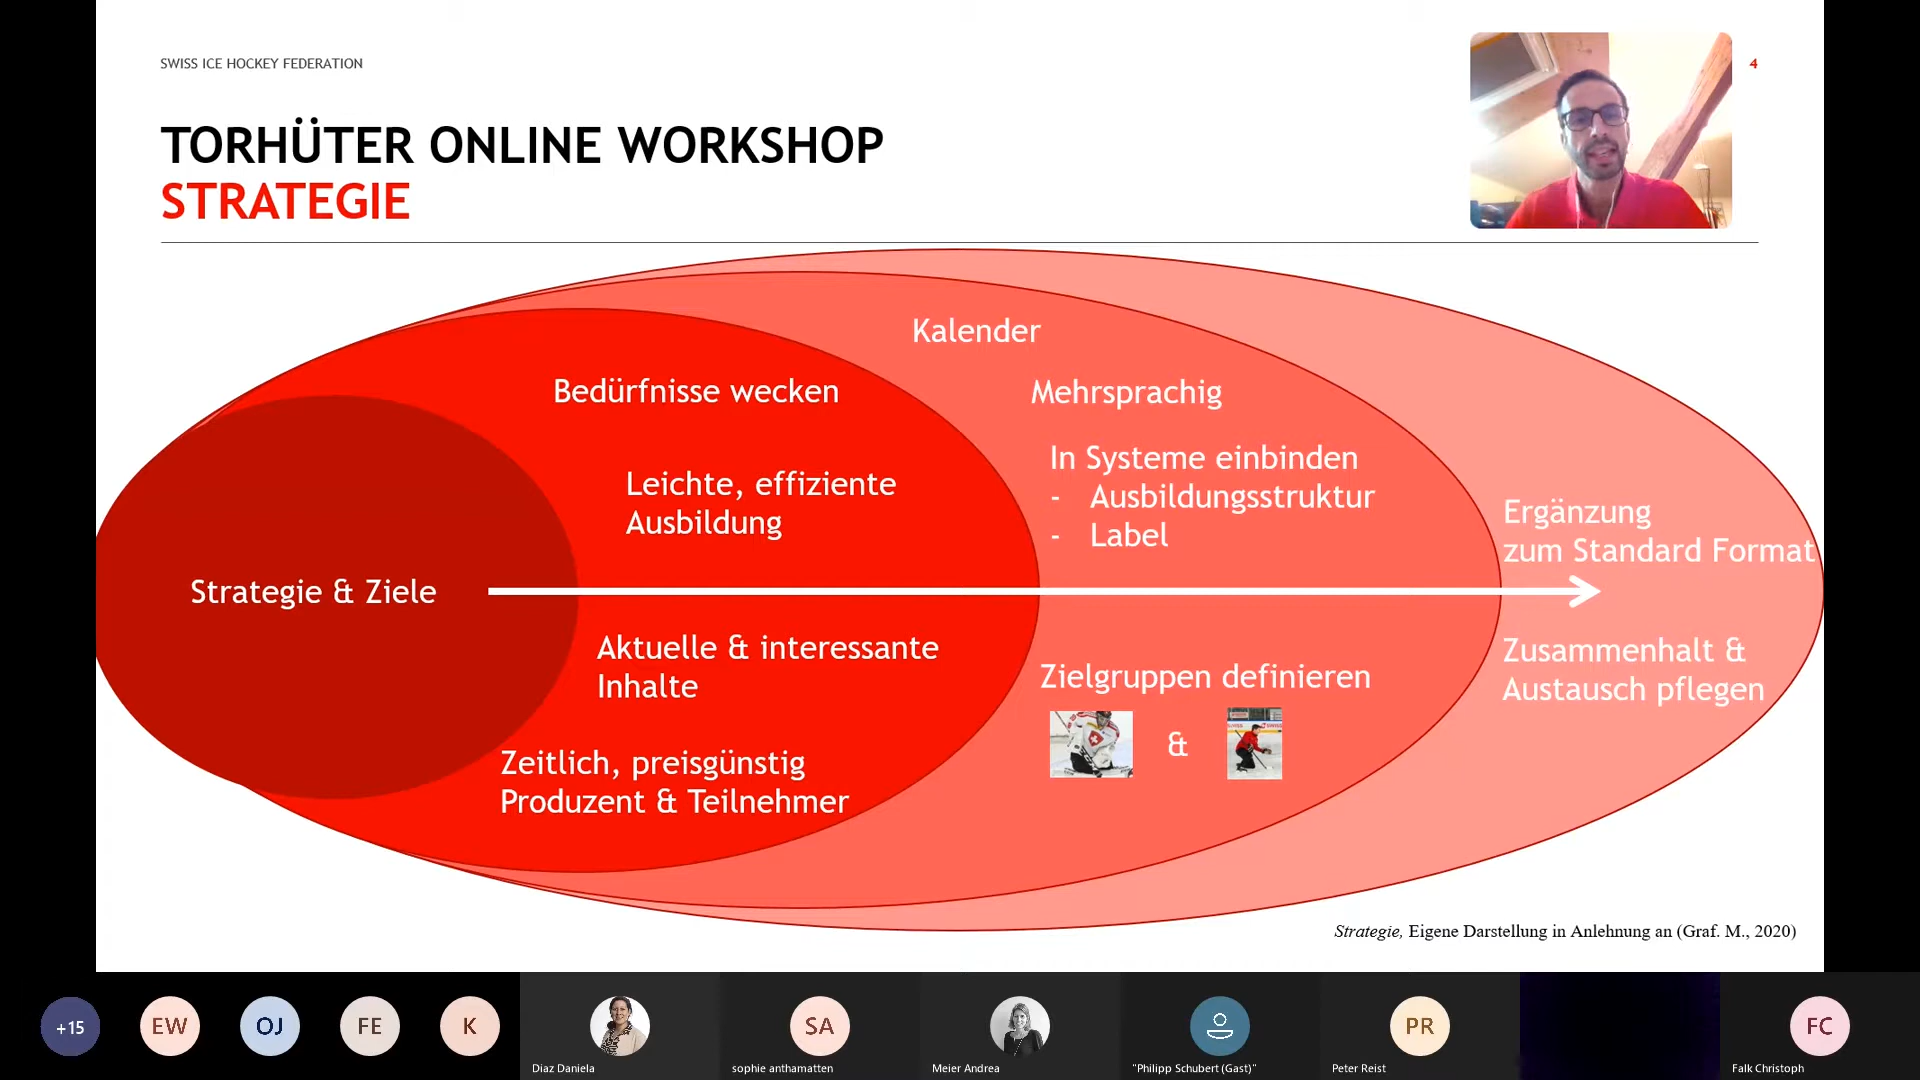 SWISS ICE HOCKEY FEDERATION
4
TORHÜTER ONLINE WORKSHOP
STRATEGIE
Kalender
Bedürfnisse wecken
Mehrsprachig
Leichte, effiziente
Ausbildung
In Systeme einbinden
- Ausbildungsstruktur
- Label
Ergänzung
zum Standard Format
Strategie & Ziele
Aktuelle & interessante
Inhalte
Zielgruppen definieren
&
Zusammenhalt &
Austausch pflegen
Zeitlich, preisgünstig
Produzent & Teilnehmer
Strategie, Eigene Darstellung in Anlehnung an (Graf. M., 2020)
+15
EW
OJ
FE
K
Diaz Daniela
SA
sophie anthamatten
Meier Andrea
"Philipp Schubert (Gast)"
PR
Peter Reist
FC
Falk Christoph